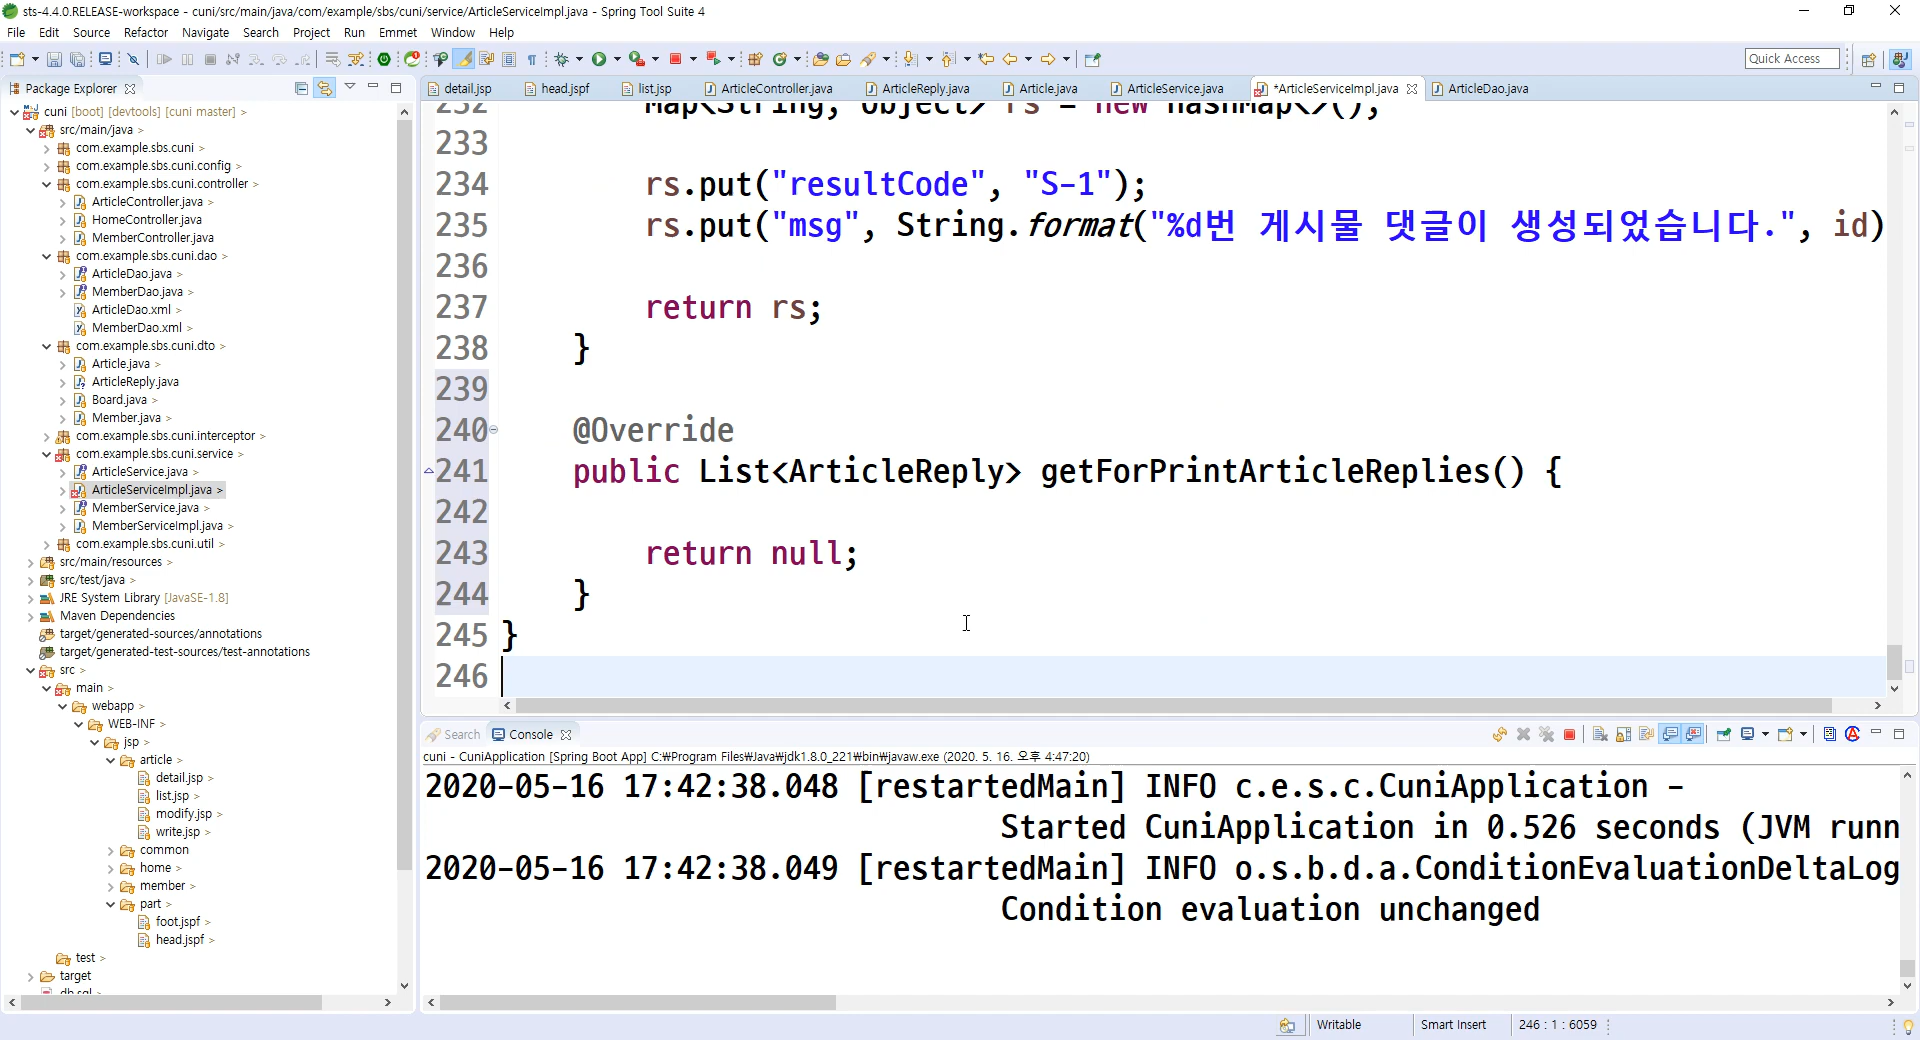 sts-4.4.0.RELEASE-workspace - cuni/src/main/java/com/example/sbs/cuni/service/ArticleServiceImpl.java - Spring Tool Suite 4
File Edit Source Refactor Navigate Search Project Run Emmet Window Help
Quick Access
Package Explorer
cuni [boot] [devtools] [cuni master] >
src/main/java >
com.example.sbs.cuni >
com.example.sbs.cuni.config >
com.example.sbs.cuni.controller >
ArticleController.java >
HomeController.java
MemberController.java
com.example.sbs.cuni.dao >
ArticleDao.java >
MemberDao.java >
ArticleDao.xml >
MemberDao.xml >
com.example.sbs.cuni.dto >
Article.java >
ArticleReply.java
Board.java >
Member.java >
com.example.sbs.cuni.interceptor >
com.example.sbs.cuni.service >
ArticleService.java >
ArticleServiceImpl.java >
MemberService.java >
MemberServiceImpl.java >
com.example.sbs.cuni.util >
src/main/resources >
src/test/java >
JRE System Library [JavaSE-1.8]
Maven Dependencies
target/generated-sources/annotations
target/generated-test-sources/test-annotations
src >
main >
webapp >
WEB-INF >
jsp >
article >
detail.jsp >
list.jsp >
modify.jsp >
write.jsp >
common
home >
member >
part >
foot.jspf >
head.jspf >
test >
target
db.sql >
detail.jsp head.jspf list.jsp ArticleController.java ArticleReply.java Article.java ArticleService.java *ArticleServiceImpl.java ArticleDao.java
232 Map<String, Object> rs = new HashMap<>();
233
234 rs.put("resultCode", "S-1");
235 rs.put("msg", String.format("%d번 게시물 댓글이 생성되었습니다.", id)
236
237 return rs;
238 }
239
240 @Override
241 public List<ArticleReply> getForPrintArticleReplies() {
242
243 return null;
244 }
245 }
246
Search Console
cuni - CuniApplication [Spring Boot App] C:₩Program Files₩Java₩jdk1.8.0_221₩bin₩javaw.exe (2020. 5. 16. 오후 4:47:20)
2020-05-16 17:42:38.048 [restartedMain] INFO c.e.s.c.CuniApplication -
Started CuniApplication in 0.526 seconds (JVM runn
2020-05-16 17:42:38.049 [restartedMain] INFO o.s.b.d.a.ConditionEvaluationDeltaLog
Condition evaluation unchanged
Writable Smart Insert 246 : 1 : 6059